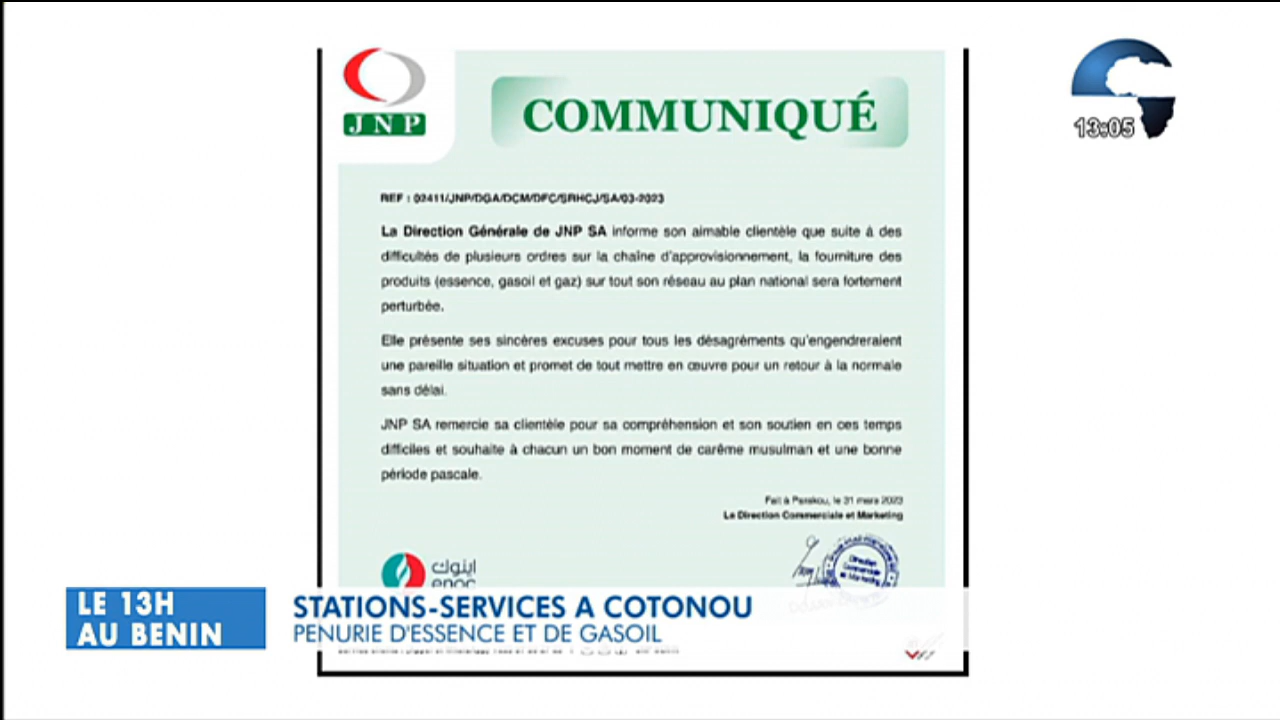 JNP
COMMUNIQUÉ
13:05
REF : 02411/JNP/DGA/DCM/DFC/SRHCJ/SA/03-2023
La Direction Générale de JNP SA informe son aimable clientèle que suite à des
difficultés de plusieurs ordres sur la chaîne d'approvisionnement, la fourniture des
produits (essence, gasoil et gaz) sur tout son réseau au plan national sera fortement
perturbée.
Elle présente ses sincères excuses pour tous les désagréments qu'engendreraient
une pareille situation et promet de tout mettre en œuvre pour un retour à la normale
sans délai.
JNP SA remercie sa clientèle pour sa compréhension et son soutien en ces temps
difficiles et souhaite à chacun un bon moment de carême musulman et une bonne
période pascale.
Fait à Parakou, le 31 mars 2023
La Direction Commerciale et Marketing
Direction
Commerciale
et Marketing
اينوك
enoc
LE 13H
AU BENIN
STATIONS-SERVICES A COTONOU
PENURIE D'ESSENCE ET DE GASOIL